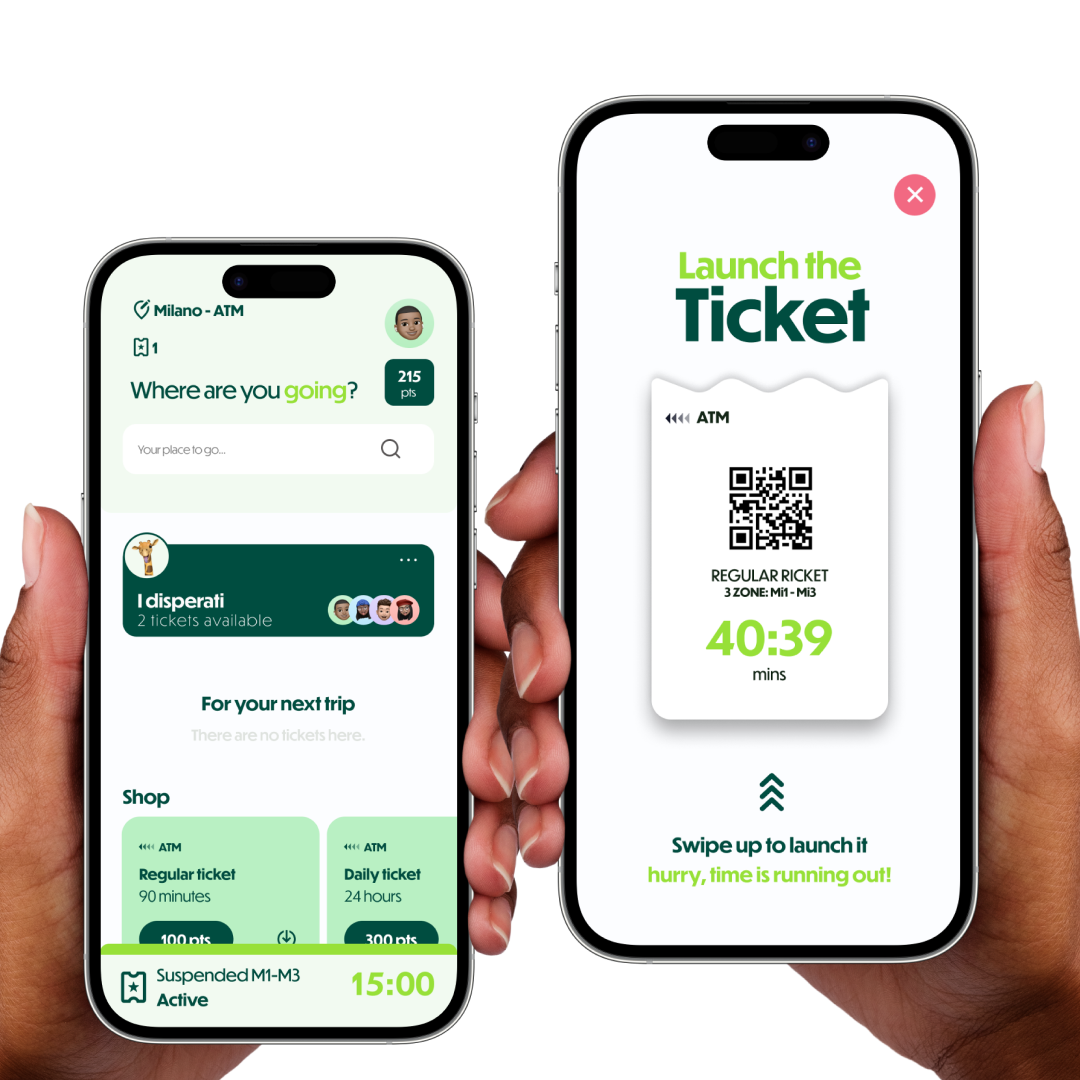 Milano - ATM
1
215
pts
Where are you going?
Your place to go...
I disperati
2 tickets available
For your next trip
There are no tickets here.
Shop
ATM
Regular ticket
90 minutes
100 pts
ATM
Daily ticket
24 hours
300 pts
Suspended M1-M3
Active
15:00
Launch the
Ticket
ATM
REGULAR RICKET
3 ZONE: Mi1 - Mi3
40:39
mins
Swipe up to launch it
hurry, time is running out!